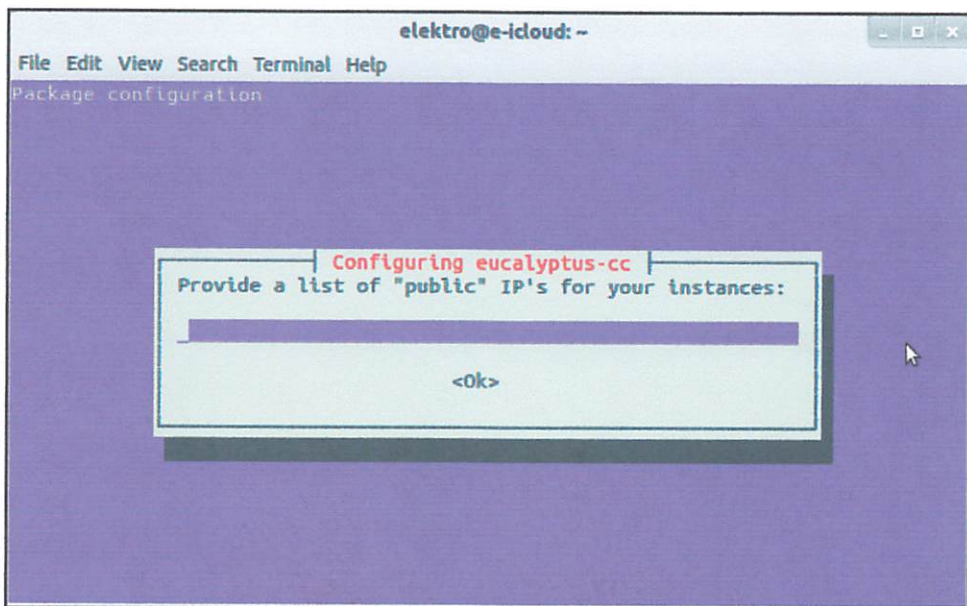 elektro@e-icloud: ~
File Edit View Search Terminal Help
Package configuration
Configuring eucalyptus-cc
Provide a list of "public" IP's for your instances:
<Ok>